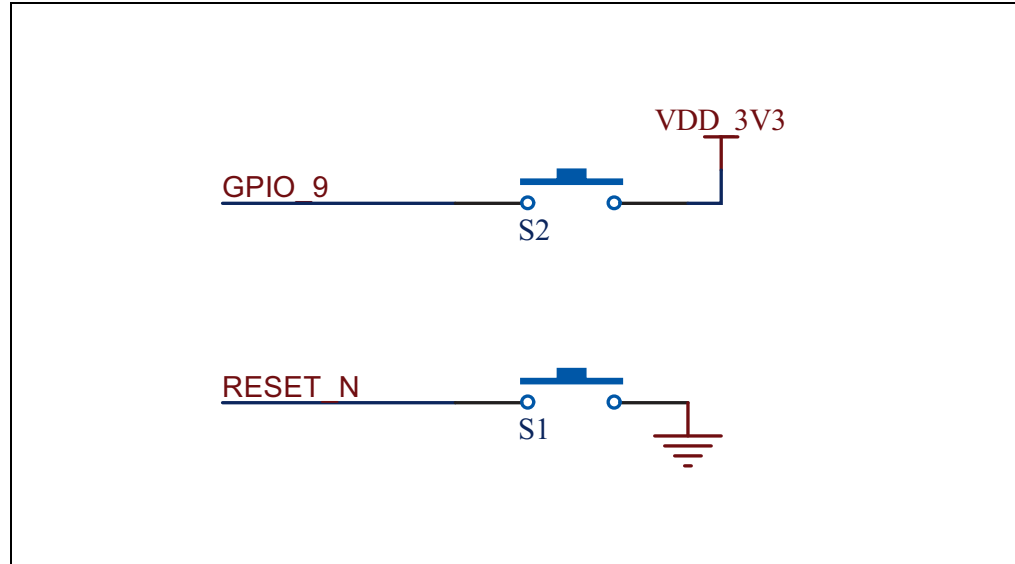 VDD_3V3
GPIO_9
S2
RESET_N
S1